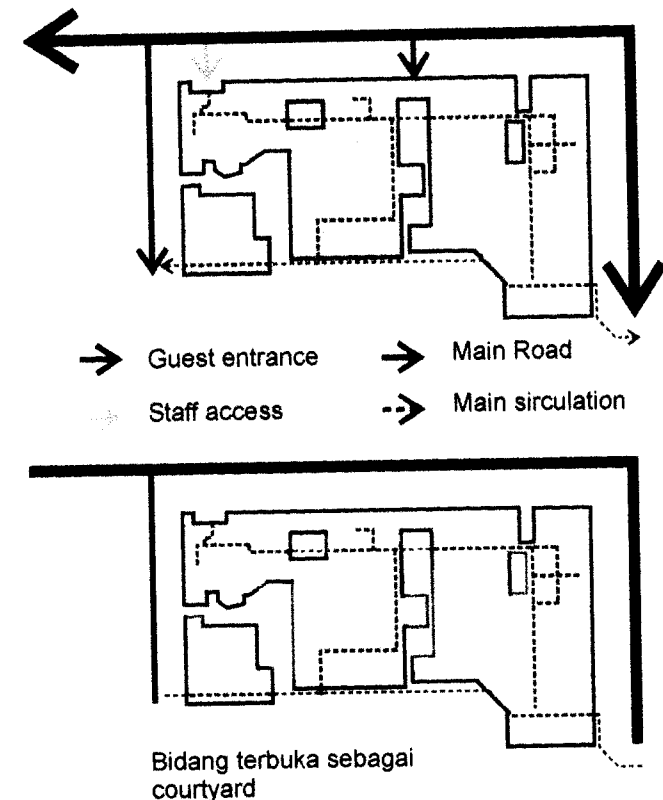 Guest entrance
Main Road
Staff access
Main sirculation
Bidang terbuka sebagai
courtyard